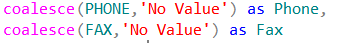 coalesce(PHONE,'No Value') as Phone,
coalesce(FAX,'No Value') as Fax